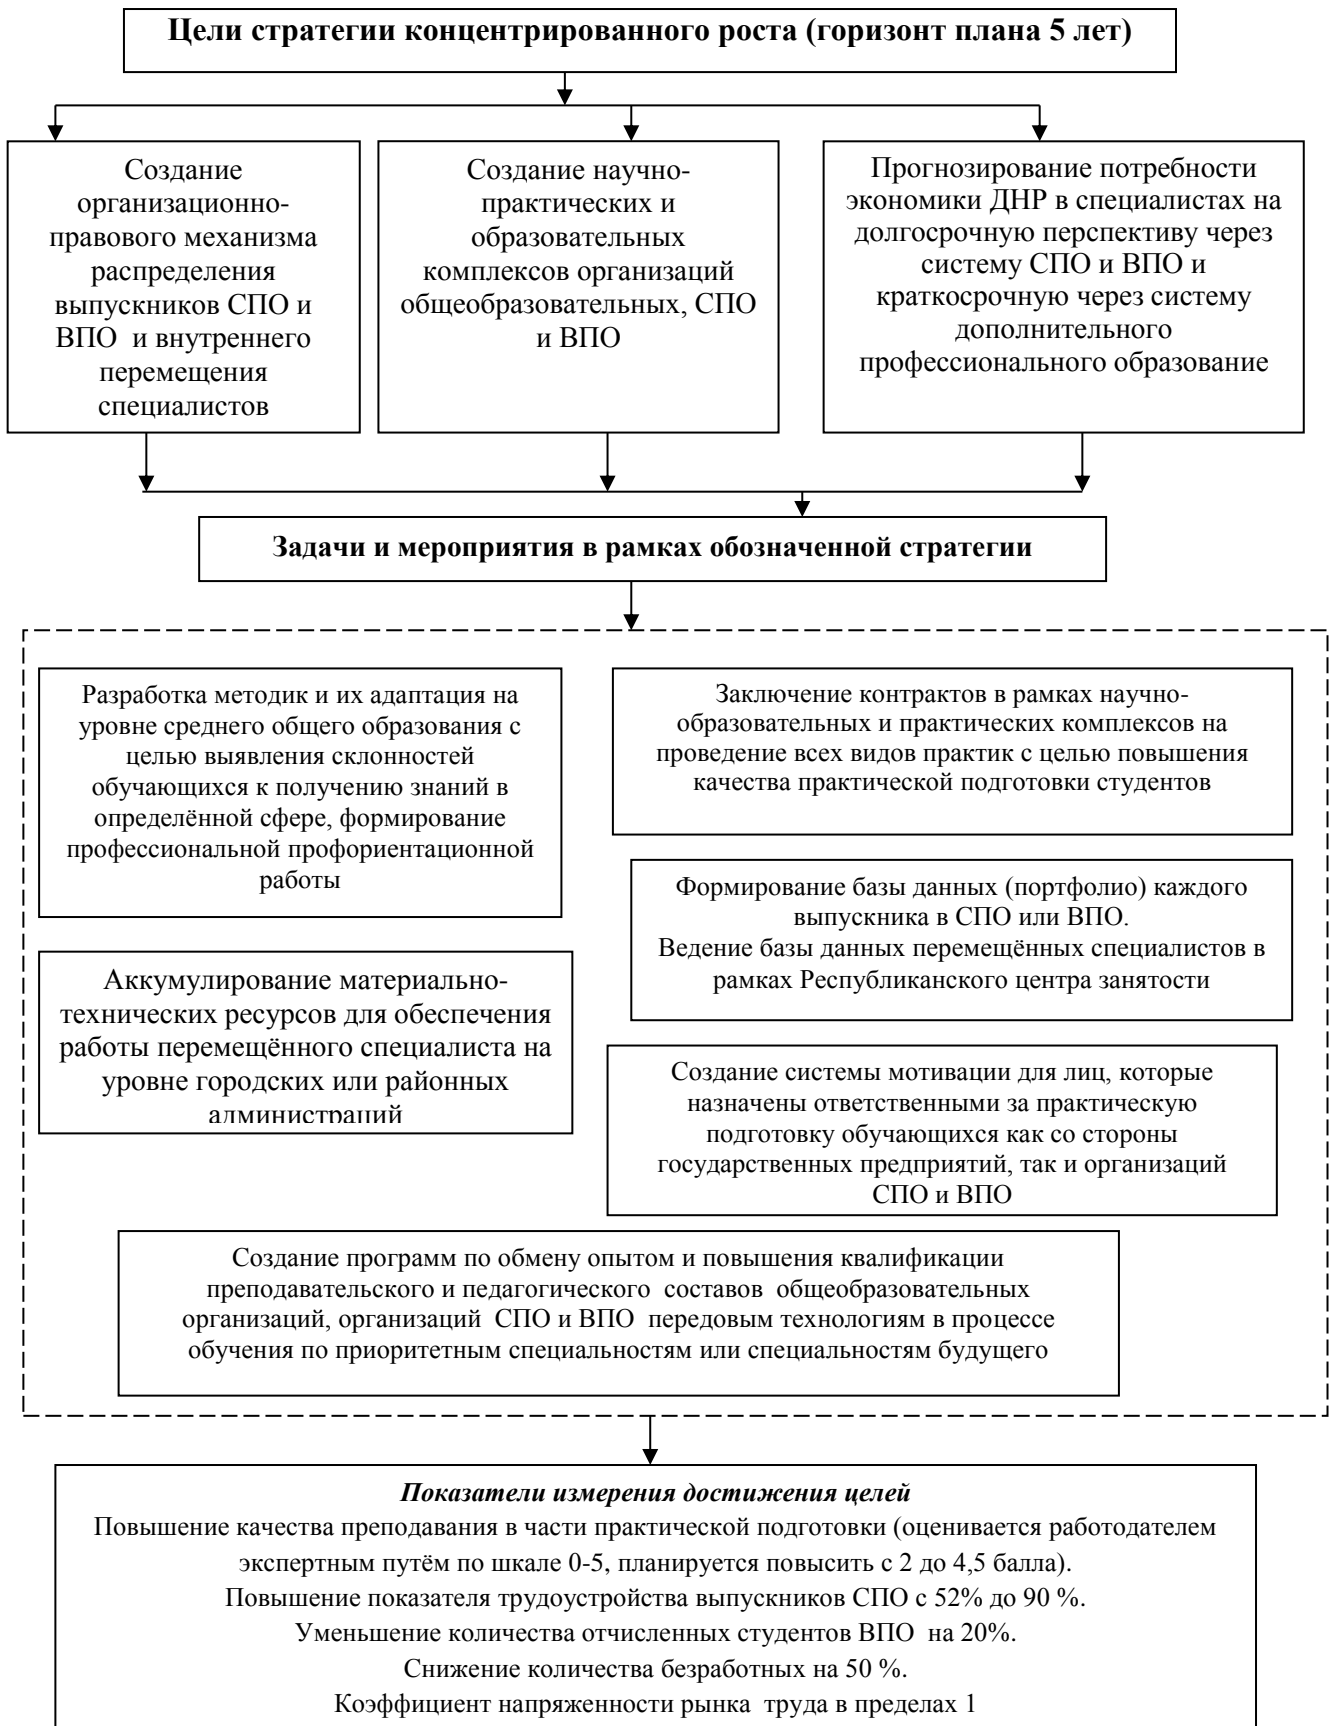 Цели стратегии концентрированного роста (горизонт плана 5 лет)
Создание
организационно-
правового механизма
распределения
выпускников СПО и
ВПО и внутреннего
перемещения
специалистов
Создание научно-
практических и
образовательных
комплексов организаций
общеобразовательных, СПО
и ВПО
Прогнозирование потребности
экономики ДНР в специалистах на
долгосрочную перспективу через
систему СПО и ВПО и
краткосрочную через систему
дополнительного
профессионального образование
Задачи и мероприятия в рамках обозначенной стратегии
Разработка методик и их адаптация на
уровне среднего общего образования с
целью выявления склонностей
обучающихся к получению знаний в
определённой сфере, формирование
профессиональной профориентационной
работы
Заключение контрактов в рамках научно-
образовательных и практических комплексов на
проведение всех видов практик с целью повышения
качества практической подготовки студентов
Формирование базы данных (портфолио) каждого
выпускника в СПО или ВПО.
Ведение базы данных перемещённых специалистов в
рамках Республиканского центра занятости
Аккумулирование материально-
технических ресурсов для обеспечения
работы перемещённого специалиста на
уровне городских или районных
администраций
Создание системы мотивации для лиц, которые
назначены ответственными за практическую
подготовку обучающихся как со стороны
государственных предприятий, так и организаций
СПО и ВПО
Создание программ по обмену опытом и повышения квалификации
преподавательского и педагогического составов общеобразовательных
организаций, организаций СПО и ВПО передовым технологиям в процессе
обучения по приоритетным специальностям или специальностям будущего
Показатели измерения достижения целей
Повышение качества преподавания в части практической подготовки (оценивается работодателем
экспертным путём по шкале 0-5, планируется повысить с 2 до 4,5 балла).
Повышение показателя трудоустройства выпускников СПО с 52% до 90 %.
Уменьшение количества отчисленных студентов ВПО на 20%.
Снижение количества безработных на 50 %.
Коэффициент напряженности рынка труда в пределах 1